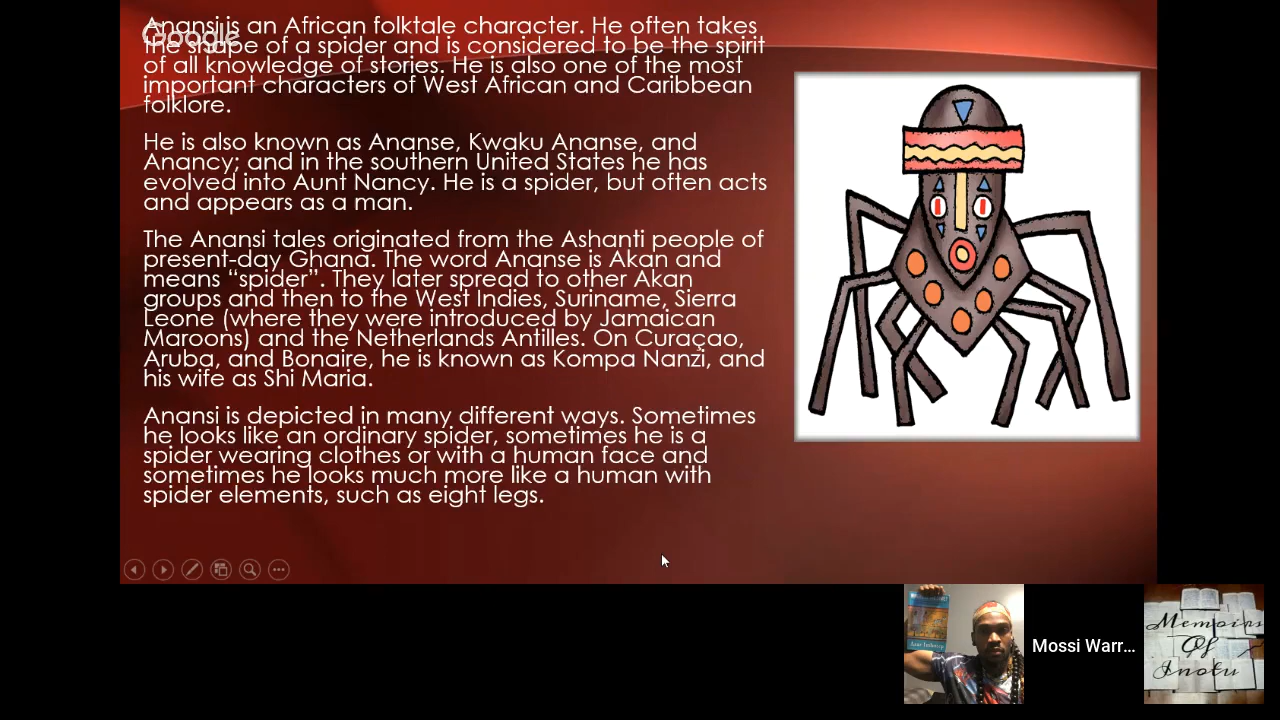 Google
Anansi is an African folktale character. He often takes
the shape of a spider and is considered to be the spirit
of all knowledge of stories. He is also one of the most
important characters of West African and Caribbean
folklore.
He is also known as Ananse, Kwaku Ananse, and
Anancy; and in the southern United States he has
evolved into Aunt Nancy. He is a spider, but often acts
and appears as a man.
The Anansi tales originated from the Ashanti people of
present-day Ghana. The word Ananse is Akan and
means “spider”. They later spread to other Akan
groups and then to the West Indies, Suriname, Sierra
Leone (where they were introduced by Jamaican
Maroons) and the Netherlands Antilles. On Curaçao,
Aruba, and Bonaire, he is known as Kompa Nanzi, and
his wife as Shi Maria.
Anansi is depicted in many different ways. Sometimes
he looks like an ordinary spider, sometimes he is a
spider wearing clothes or with a human face and
sometimes he looks much more like a human with
spider elements, such as eight legs.
Mossi Warr...
Memoirs
Of
Inotu